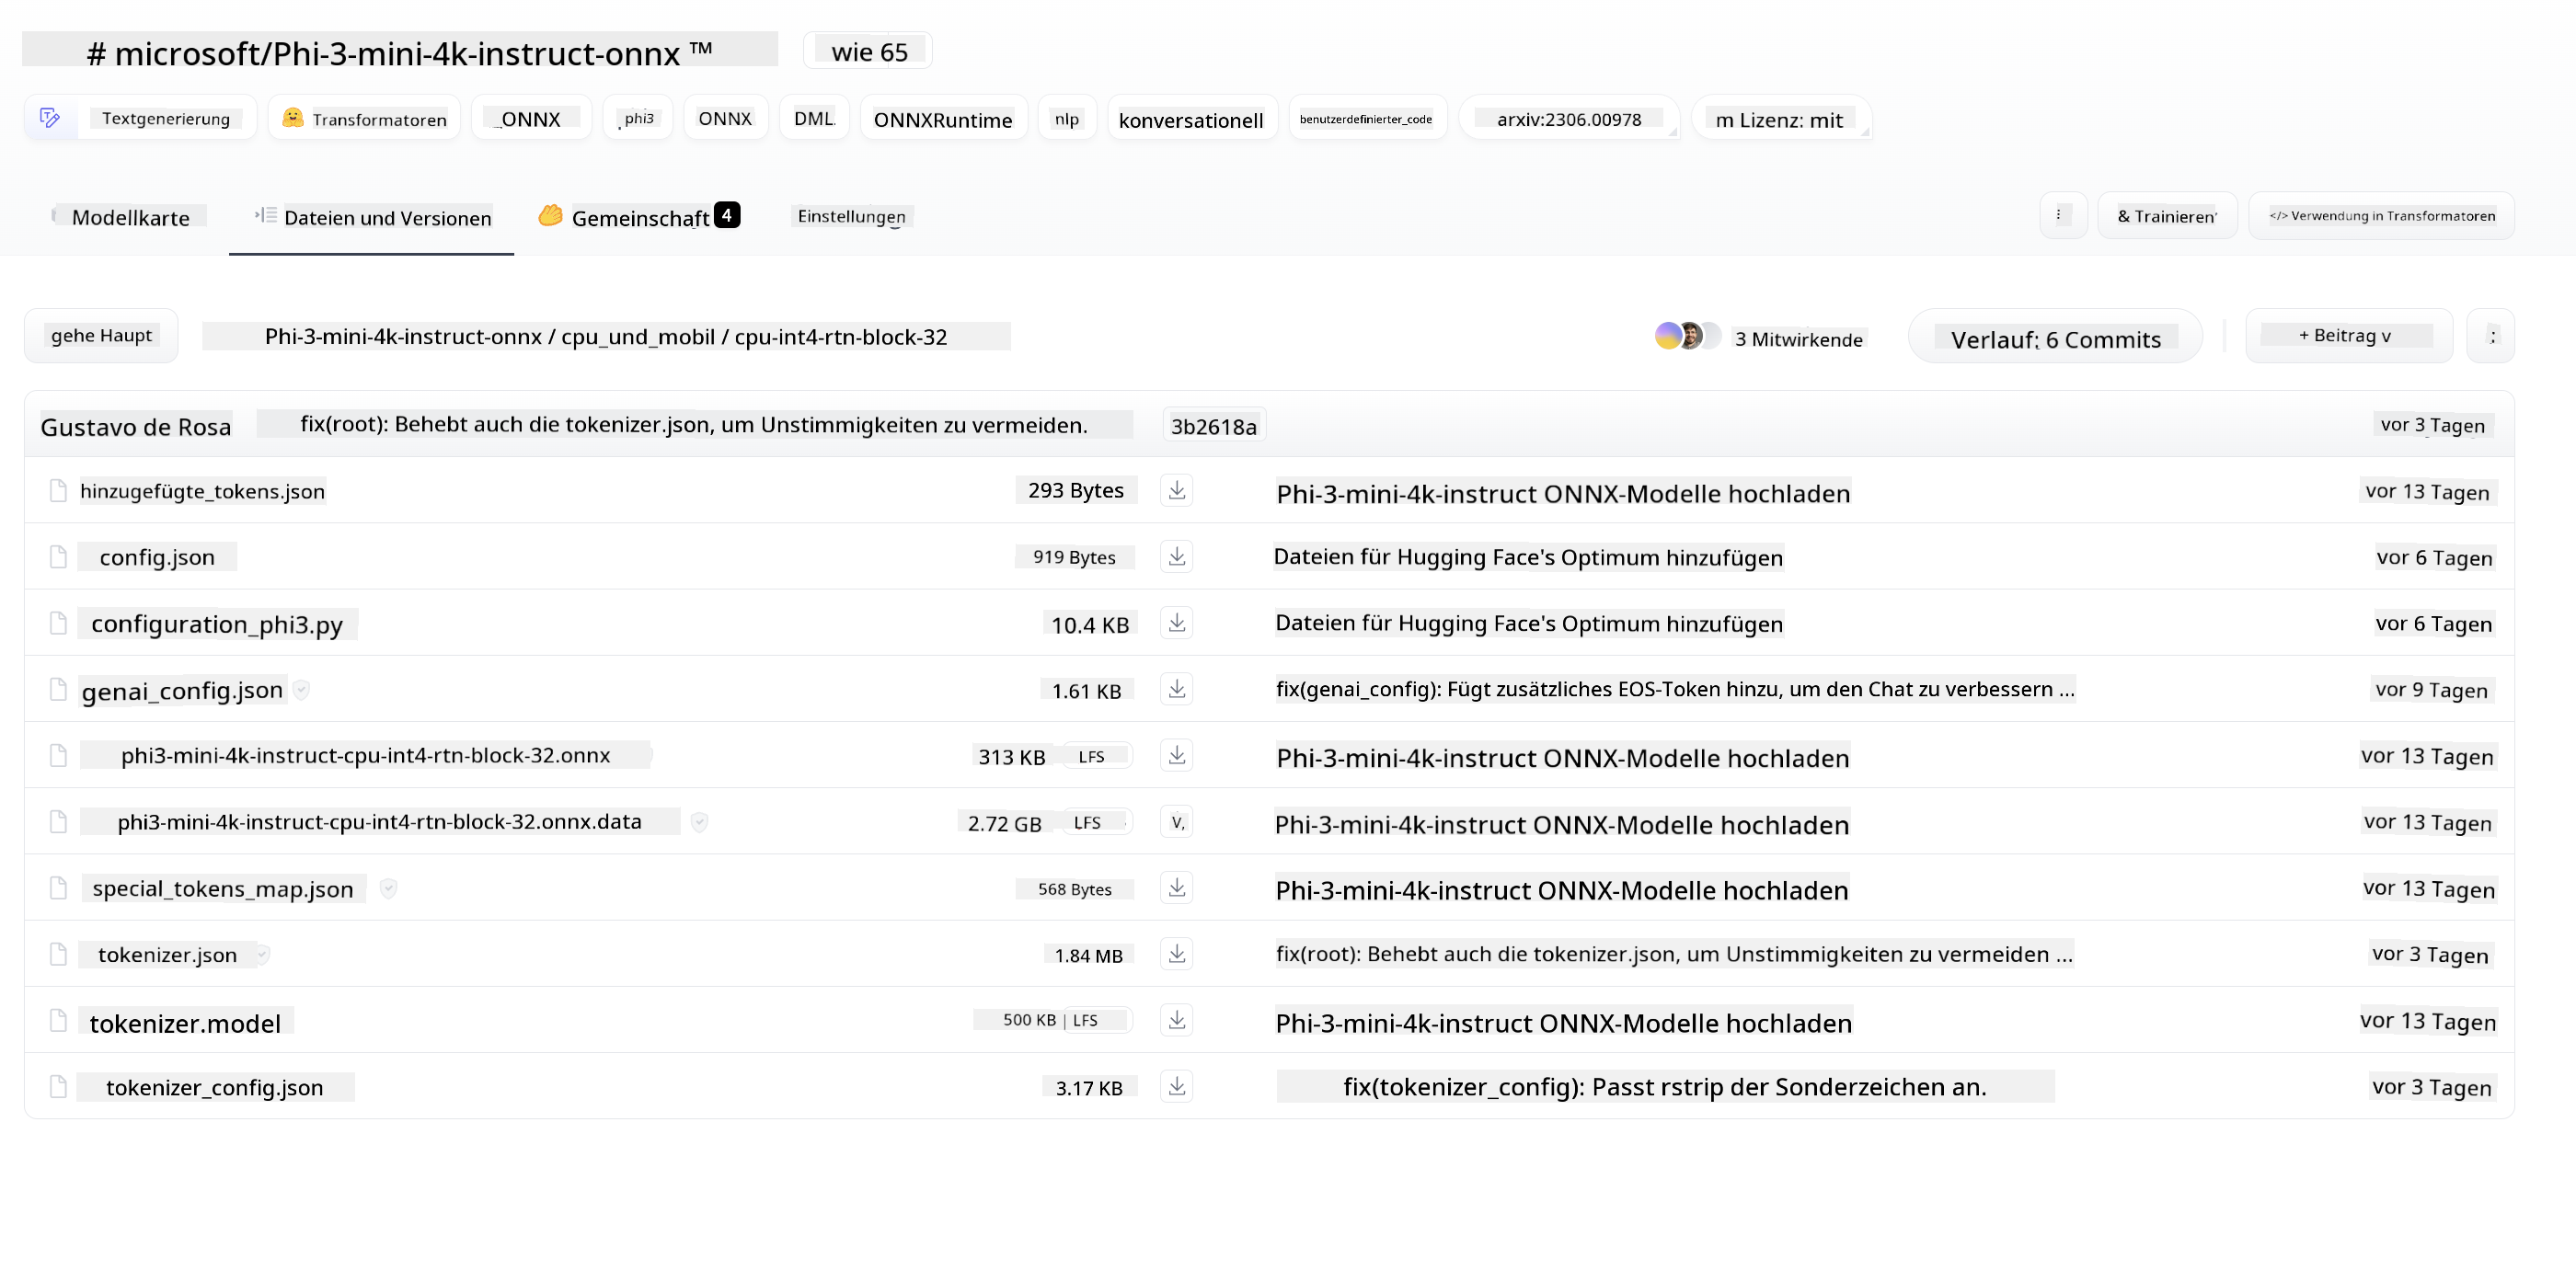 # microsoft/Phi-3-mini-4k-instruct-onnx ™ wie 65
Textgenerierung Transformatoren _ONNX phi3 ONNX DML ONNXRuntime nlp konversationell benutzerdefinierter_code arxiv:2306.00978 m Lizenz: mit
Modellkarte Dateien und Versionen Gemeinschaft 4 Einstellungen ⋮ & Trainieren </> Verwendung in Transformatoren
gehe Haupt Phi-3-mini-4k-instruct-onnx / cpu_und_mobil / cpu-int4-rtn-block-32 3 Mitwirkende Verlauf: 6 Commits + Beitrag v ;
Gustavo de Rosa fix(root): Behebt auch die tokenizer.json, um Unstimmigkeiten zu vermeiden. 3b2618a vor 3 Tagen
hinzugefügte_tokens.json 293 Bytes Phi-3-mini-4k-instruct ONNX-Modelle hochladen vor 13 Tagen
config.json 919 Bytes Dateien für Hugging Face's Optimum hinzufügen vor 6 Tagen
configuration_phi3.py 10.4 KB Dateien für Hugging Face's Optimum hinzufügen vor 6 Tagen
genai_config.json 1.61 KB fix(genai_config): Fügt zusätzliches EOS-Token hinzu, um den Chat zu verbessern ... vor 9 Tagen
phi3-mini-4k-instruct-cpu-int4-rtn-block-32.onnx 313 KB LFS Phi-3-mini-4k-instruct ONNX-Modelle hochladen vor 13 Tagen
phi3-mini-4k-instruct-cpu-int4-rtn-block-32.onnx.data 2.72 GB LFS V, Phi-3-mini-4k-instruct ONNX-Modelle hochladen vor 13 Tagen
special_tokens_map.json 568 Bytes Phi-3-mini-4k-instruct ONNX-Modelle hochladen vor 13 Tagen
tokenizer.json 1.84 MB fix(root): Behebt auch die tokenizer.json, um Unstimmigkeiten zu vermeiden ... vor 3 Tagen
tokenizer.model 500 KB | LFS Phi-3-mini-4k-instruct ONNX-Modelle hochladen vor 13 Tagen
tokenizer_config.json 3.17 KB fix(tokenizer_config): Passt rstrip der Sonderzeichen an. vor 3 Tagen